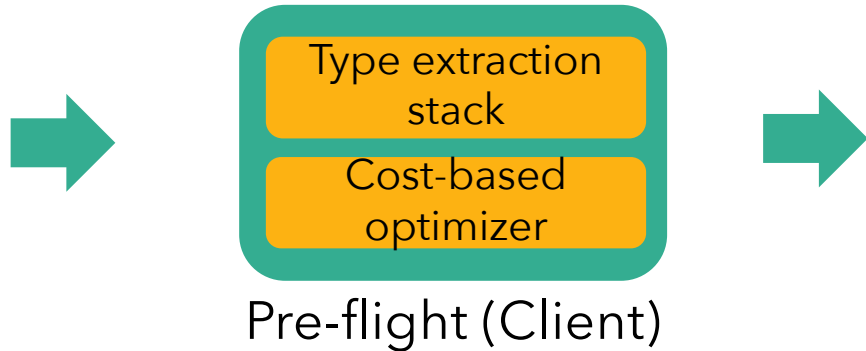 Type extraction
stack
Cost-based
optimizer
Pre-flight (Client)